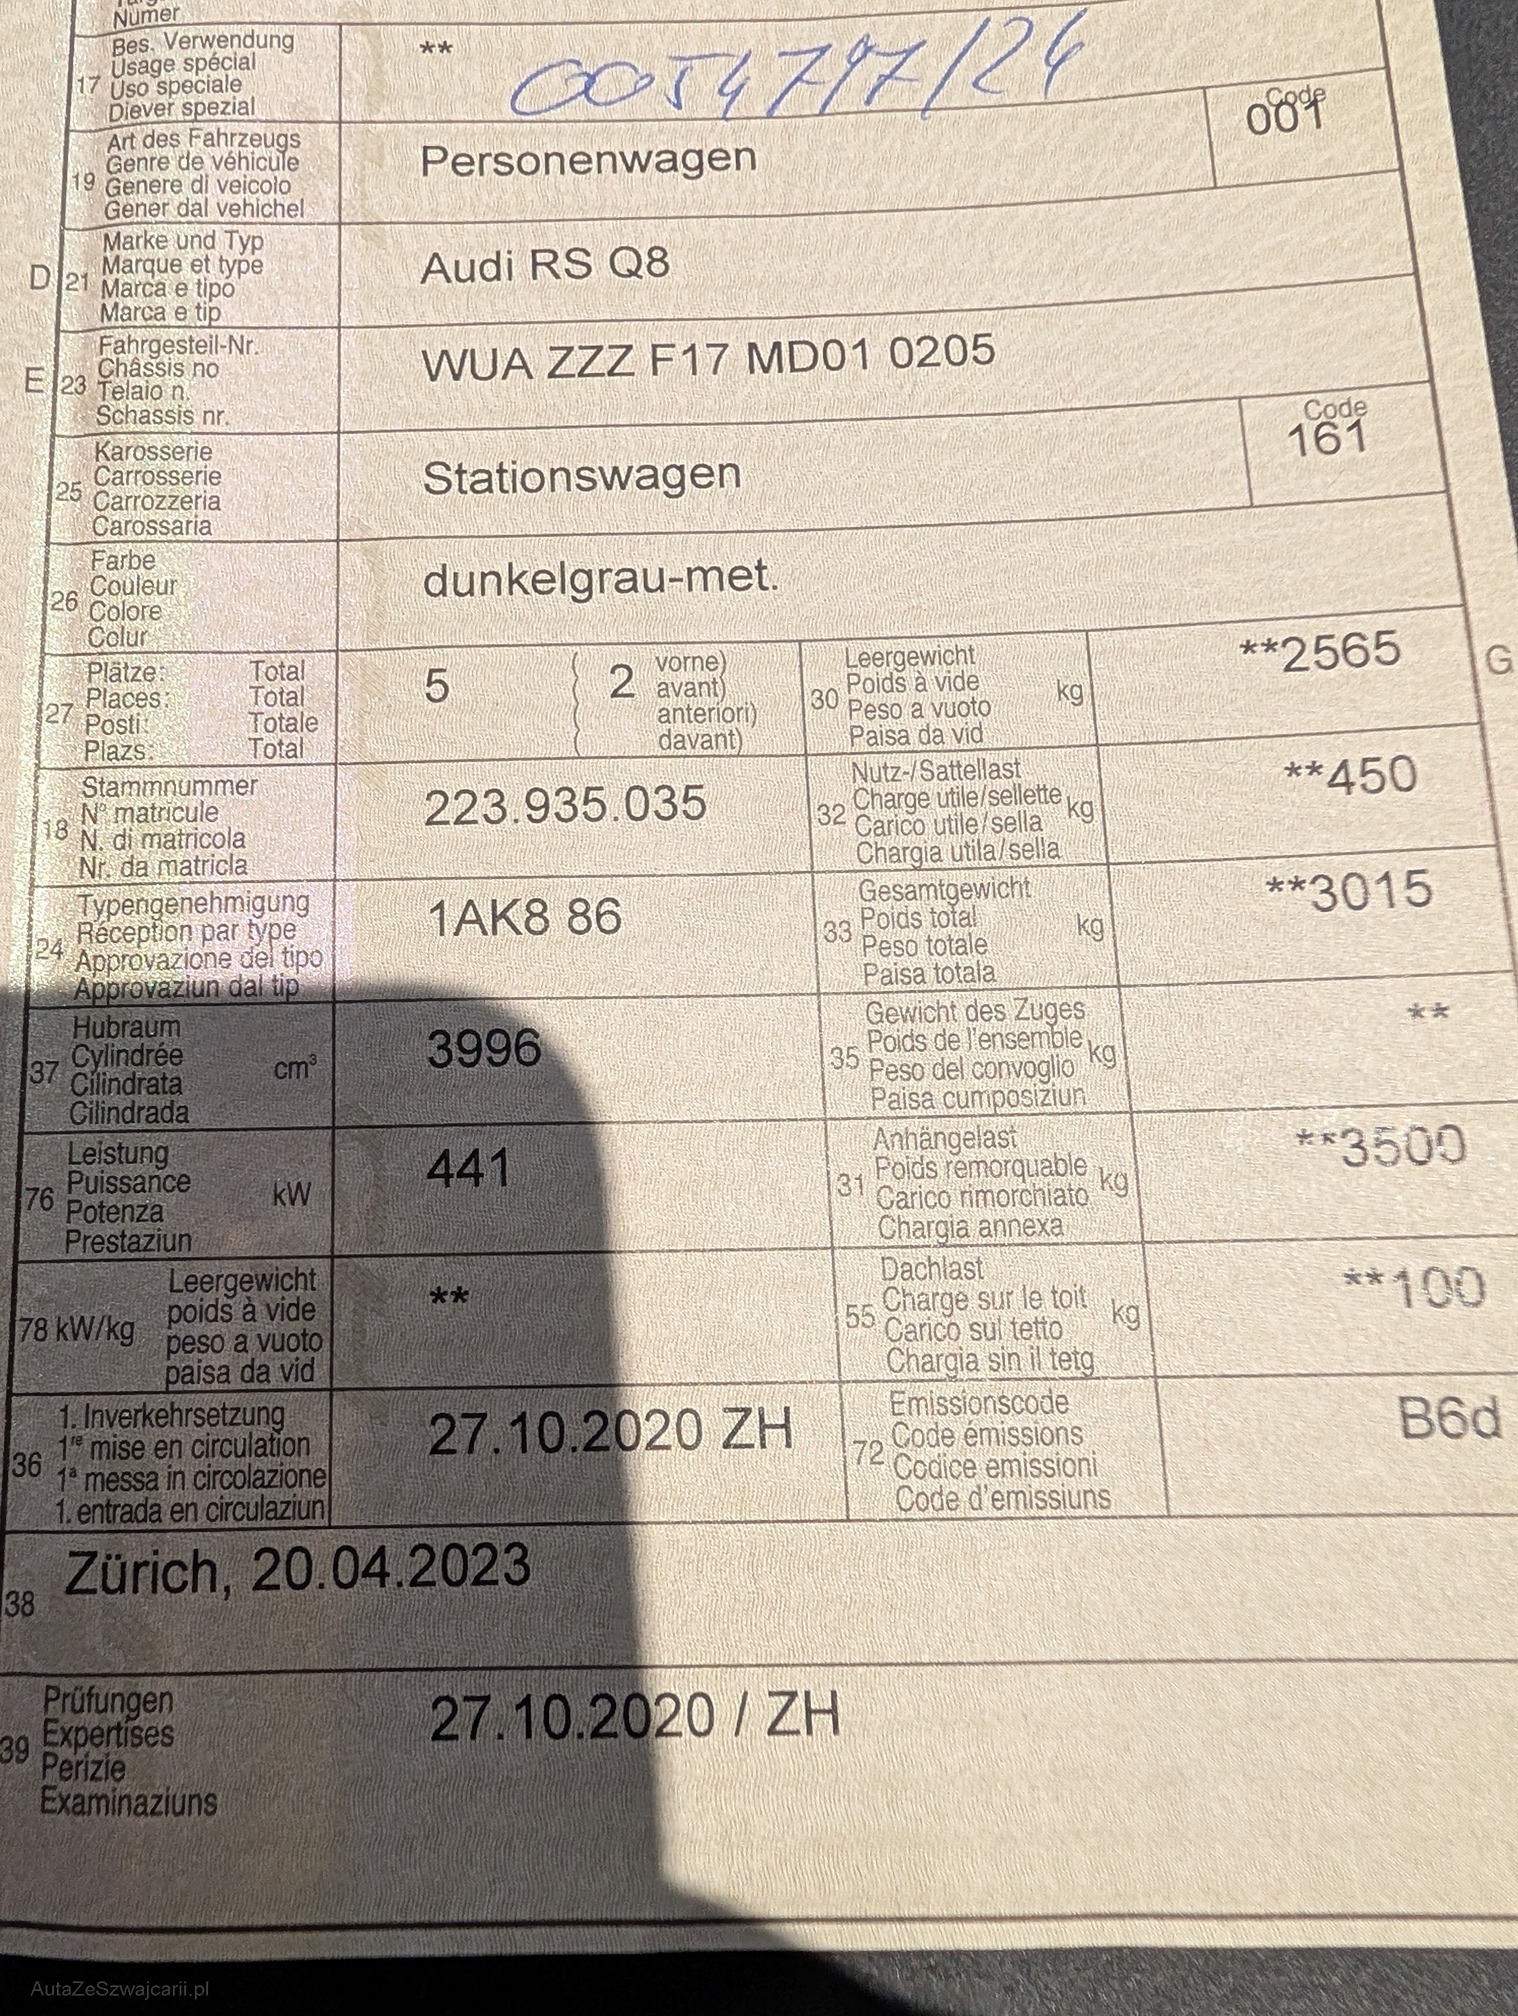 Numer
17 Bes. Verwendung
Usage spécial
Uso speciale
Diever spezial
**
0054797/24
19 Art des Fahrzeugs
Genre de véhicule
Genere di veicolo
Gener dal vehichel
Personenwagen
Code
001
D 21 Marke und Typ
Marque et type
Marca e tipo
Marca e tip
Audi RS Q8
E 23 Fahrgestell-Nr.
Châssis no
Telaio n.
Schassis nr.
WUA ZZZ F17 MD01 0205
25 Karosserie
Carrosserie
Carrozzeria
Carossaria
Stationswagen
Code
161
26 Farbe
Couleur
Colore
Colur
dunkelgrau-met.
27 Plätze: Total
Places: Total
Posti: Totale
Plazs: Total
5 2 vorne)
avant)
anteriori)
davant)
30 Leergewicht
Poids à vide kg
Peso a vuoto
Paisa da vid
**2565
G
18 Stammnummer
N° matricule
N. di matricola
Nr. da matricla
223.935.035
32 Nutz-/Sattellast
Charge utile/sellette kg
Carico utile/sella
Chargia utila/sella
**450
24 Typengenehmigung
Réception par type
Approvazione del tipo
Approvaziun dal tip
1AK8 86
33 Gesamtgewicht
Poids total kg
Peso totale
Paisa totala
**3015
37 Hubraum
Cylindrée cm³
Cilindrata
Cilindrada
3996
35 Gewicht des Zuges
Poids de l'ensemble kg
Peso del convoglio
Paisa cumposiziun
**
76 Leistung
Puissance kW
Potenza
Prestaziun
441
31 Anhängelast
Poids remorquable kg
Carico rimorchiato
Chargia annexa
**3500
78 kW/kg Leergewicht
poids à vide
peso a vuoto
paisa da vid
**
55 Dachlast
Charge sur le toit kg
Carico sul tetto
Chargia sin il tetg
**100
36 1. Inverkehrsetzung
1re mise en circulation
1a messa in circolazione
1. entrada en circulaziun
27.10.2020 ZH
72 Emissionscode
Code émissions
Codice emissioni
Code d'emissiuns
B6d
38 Zürich, 20.04.2023
39 Prüfungen
Expertises
Perizie
Examinaziuns
27.10.2020 / ZH
AutaZeSzwajcarii.pl